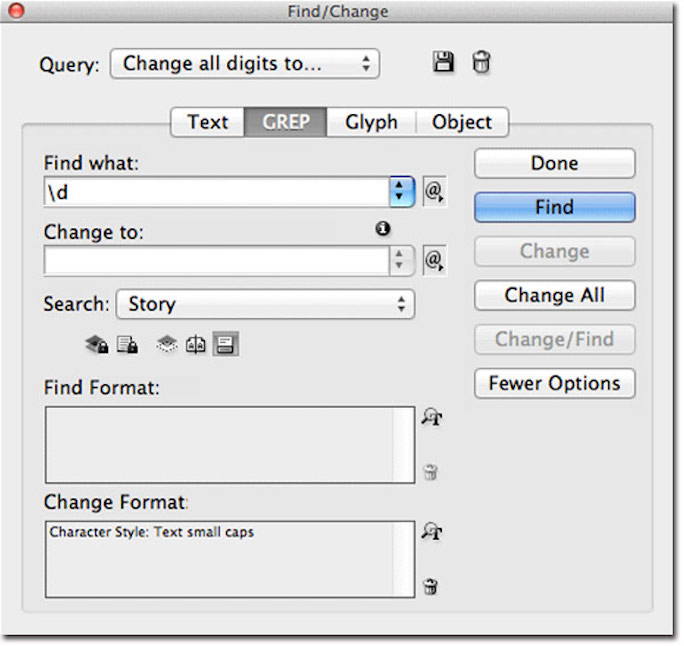 Find/Change
Query: Change all digits to...
Text GREP Glyph Object
Find what:
\d
Change to:
Search: Story
Find Format:
Change Format:
Character Style: Text small caps
Done
Find
Change
Change All
Change/Find
Fewer Options